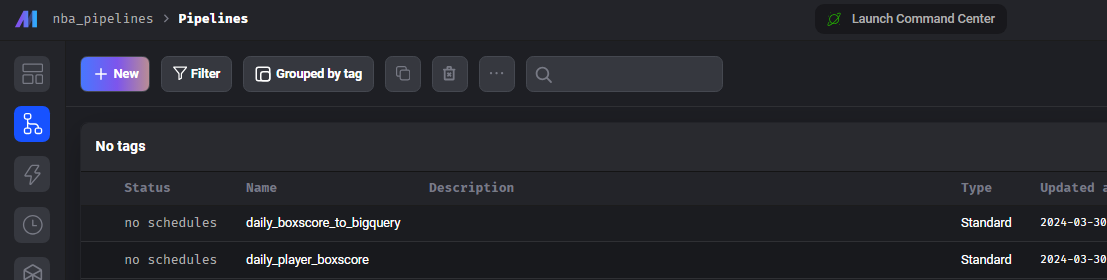 nba_pipelines > Pipelines
Launch Command Center
+ New
Filter
Grouped by tag
No tags
Status Name Description Type Updated a
no schedules daily_boxscore_to_bigquery Standard 2024-03-30
no schedules daily_player_boxscore Standard 2024-03-30